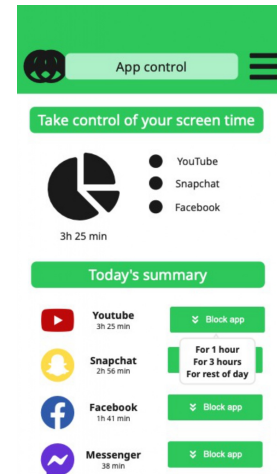 App control
Take control of your screen time
YouTube
Snapchat
Facebook
3h 25 min
Today's summary
Youtube
3h 25 min
Block app
For 1 hour
For 3 hours
For rest of day
Snapchat
2h 56 min
Facebook
1h 41 min
Block app
Messenger
38 min
Block app